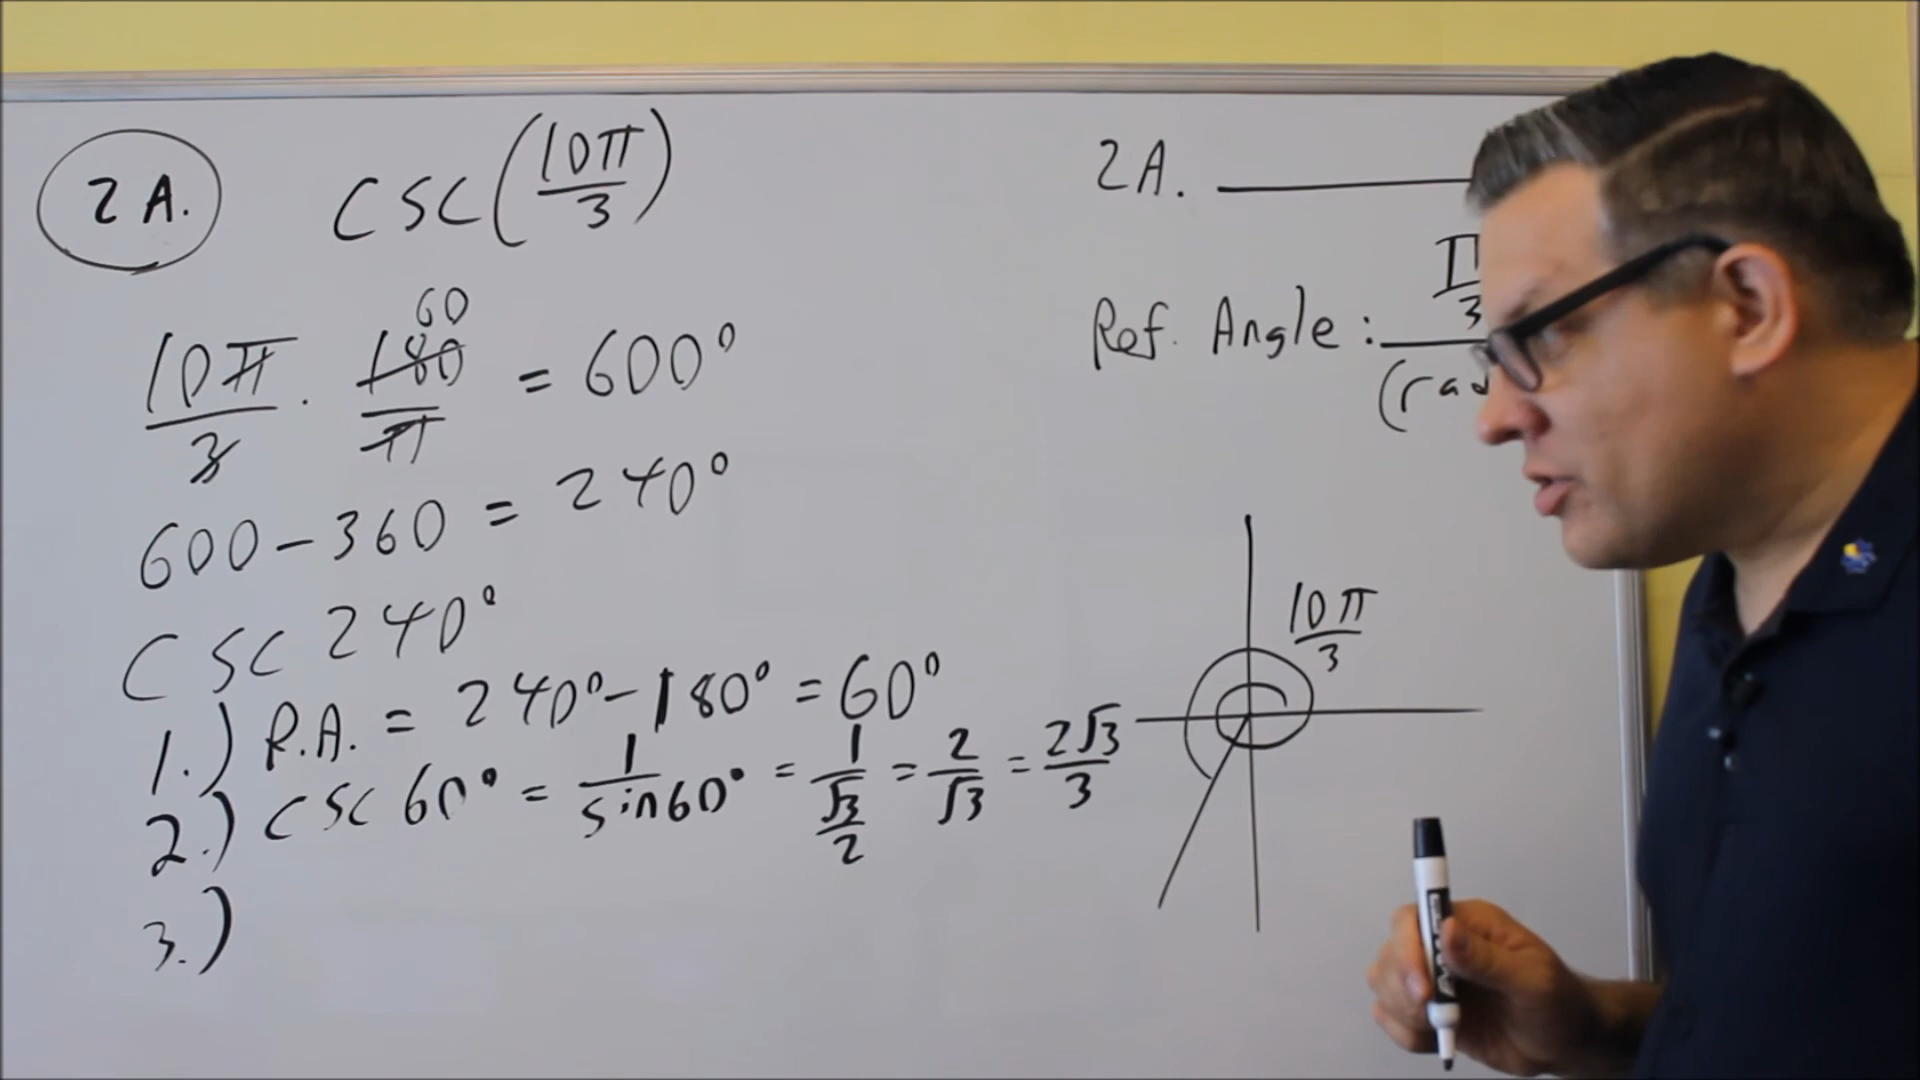 2A. csc(10π/3)
10π/3 · 180/π = 600°
60
600 - 360 = 240°
csc 240°
1.) R.A. = 240° - 180° = 60°
2.) csc 60° = 1/sin60° = 1/(√3/2) = 2/√3 = 2√3/3
3.)
2A.
Ref. Angle: π/3
10π/3